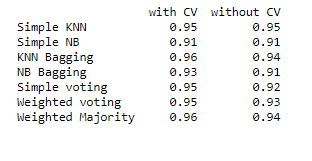 with CV without CV
Simple KNN 0.95 0.95
Simple NB 0.91 0.91
KNN Bagging 0.96 0.94
NB Bagging 0.93 0.91
Simple voting 0.95 0.92
Weighted voting 0.95 0.93
Weighted Majority 0.96 0.94